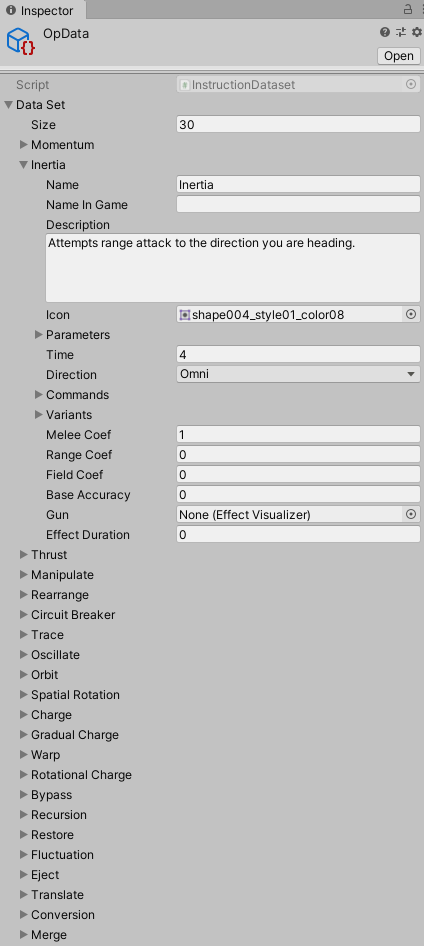 Inspector
OpData
Open
Script InstructionDataset
Data Set
Size 30
Momentum
Inertia
Name Inertia
Name In Game
Description
Attempts range attack to the direction you are heading.
Icon shape004_style01_color08
Parameters
Time 4
Direction Omni
Commands
Variants
Melee Coef 1
Range Coef 0
Field Coef 0
Base Accuracy 0
Gun None (Effect Visualizer)
Effect Duration 0
Thrust
Manipulate
Rearrange
Circuit Breaker
Trace
Oscillate
Orbit
Spatial Rotation
Charge
Gradual Charge
Warp
Rotational Charge
Bypass
Recursion
Restore
Fluctuation
Eject
Translate
Conversion
Merge